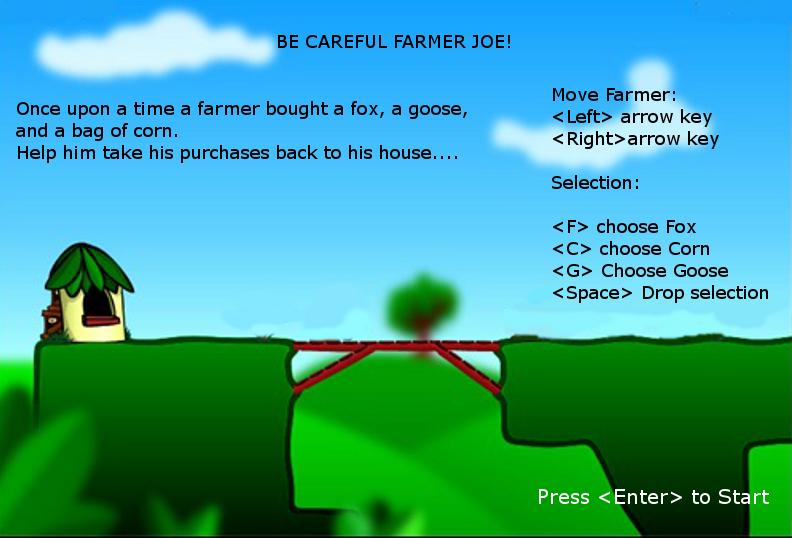 BE CAREFUL FARMER JOE!
Once upon a time a farmer bought a fox, a goose,
and a bag of corn.
Help him take his purchases back to his house....
Move Farmer:
<Left> arrow key
<Right>arrow key
Selection:
<F> choose Fox
<C> choose Corn
<G> Choose Goose
<Space> Drop selection
Press <Enter> to Start